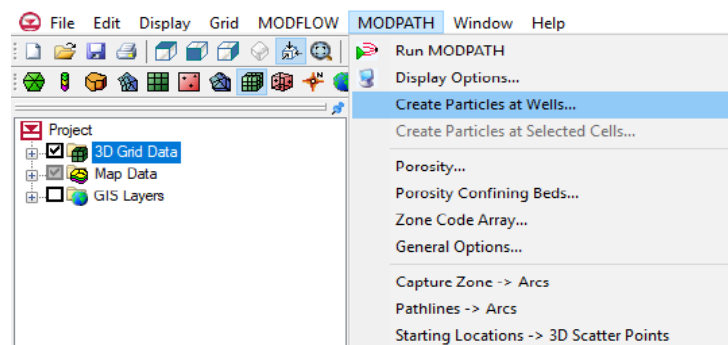 File Edit Display Grid MODFLOW MODPATH Window Help
Run MODPATH
Display Options...
Create Particles at Wells...
Create Particles at Selected Cells...
Porosity...
Porosity Confining Beds...
Zone Code Array...
General Options...
Capture Zone -> Arcs
Pathlines -> Arcs
Starting Locations -> 3D Scatter Points
Project
3D Grid Data
Map Data
GIS Layers